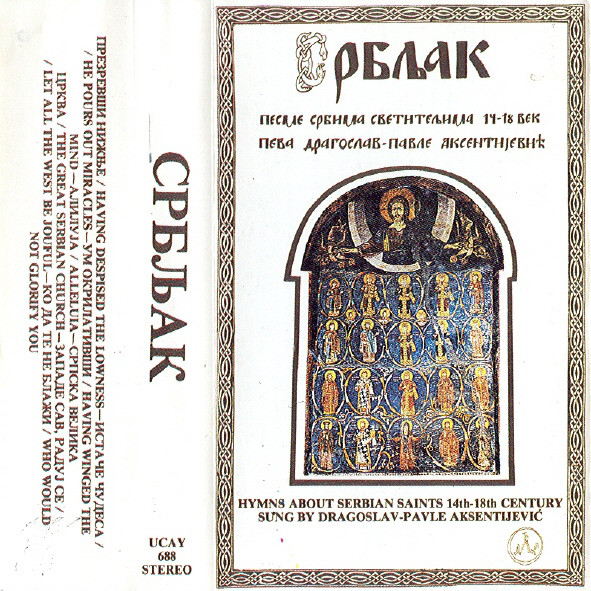 ПРЕЗРЕВШИ НИЖЊЕ / HAVING DESPISED THE LOWNESS—ИСТАЧЕ ЧУДЕСА /
/ HE POURS OUT MIRACLES—УМ ОКРИЛАТИВШИ / HAVING WINGED THE
MIND—АЛИЛУЈА / ALLELUIA—СРПСКА ВЕЛИКА
ЦРКВА / THE GREAT SERBIAN CHURCH—ЗАПАДЕ САВ, РАДУЈ СЕ /
/ LET ALL THE WEST BE JOUFUL—КО ДА ТЕ НЕ БЛАЖИ / WHO WOULD
NOT GLORIFY YOU
СРБЉАК
UCAY
688
STEREO
СРБЉАК
ПЕСМЕ СРБИМА СВЕТИТЕЉИМА 14-18 ВЕК
ПЕВА ДРАГОСЛАВ-ПАВЛЕ АКСЕНТИЈЕВИЋ
HYMNS ABOUT SERBIAN SAINTS 14th-18th CENTURY
SUNG BY DRAGOSLAV-PAVLE AKSENTIJEVIĆ